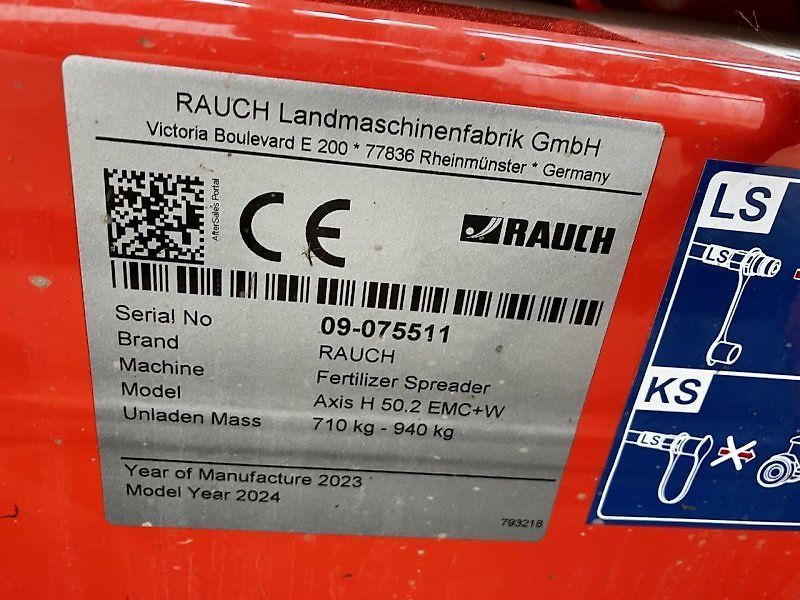 RAUCH Landmaschinenfabrik GmbH
Victoria Boulevard E 200 * 77836 Rheinmünster * Germany
AfterSales Portal
CE
RAUCH
Serial No 09-075511
Brand RAUCH
Machine Fertilizer Spreader
Model Axis H 50.2 EMC+W
Unladen Mass 710 kg - 940 kg
Year of Manufacture 2023
Model Year 2024
793218
LS
LS
KS
LS